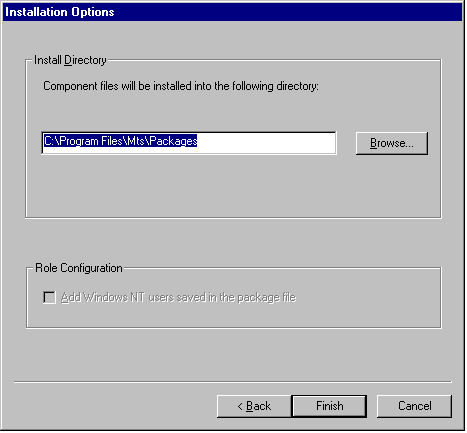 Installation Options
Install Directory
Component files will be installed into the following directory:
C:\Program Files\Mts\Packages
Browse...
Role Configuration
Add Windows NT users saved in the package file
< Back
Finish
Cancel